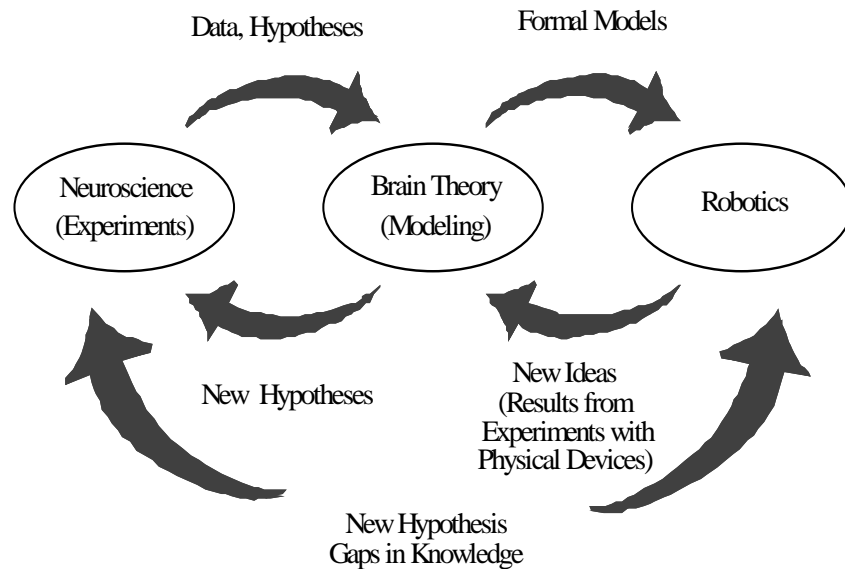 Data, Hypotheses
Formal Models
Neuroscience
(Experiments)
Brain Theory
(Modeling)
Robotics
New Hypotheses
New Ideas
(Results from
Experiments with
Physical Devices)
New Hypothesis
Gaps in Knowledge